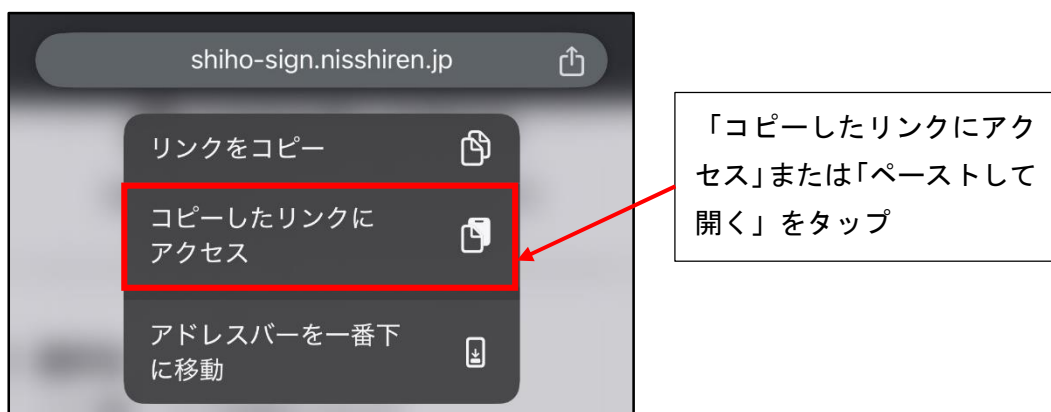 shiho-sign.nisshiren.jp
リンクをコピー
コピーしたリンクに
アクセス
アドレスバーを一番下
に移動
「コピーしたリンクにアク
セス」または「ペーストして
開く」をタップ